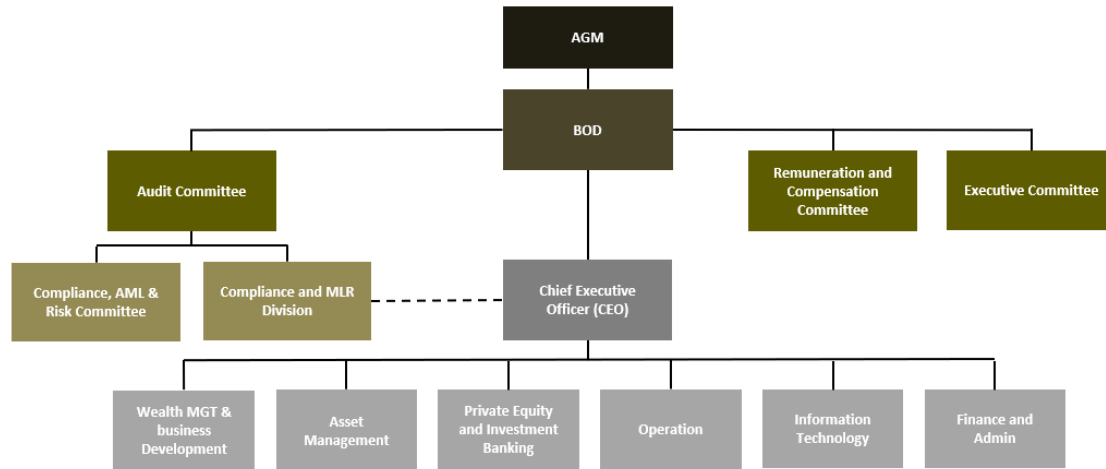 AGM
BOD
Audit Committee
Remuneration and
Compensation
Committee
Executive Committee
Compliance, AML &
Risk Committee
Compliance and MLR
Division
Chief Executive
Officer (CEO)
Wealth MGT &
business
Development
Asset
Management
Private Equity
and Investment
Banking
Operation
Information
Technology
Finance and
Admin